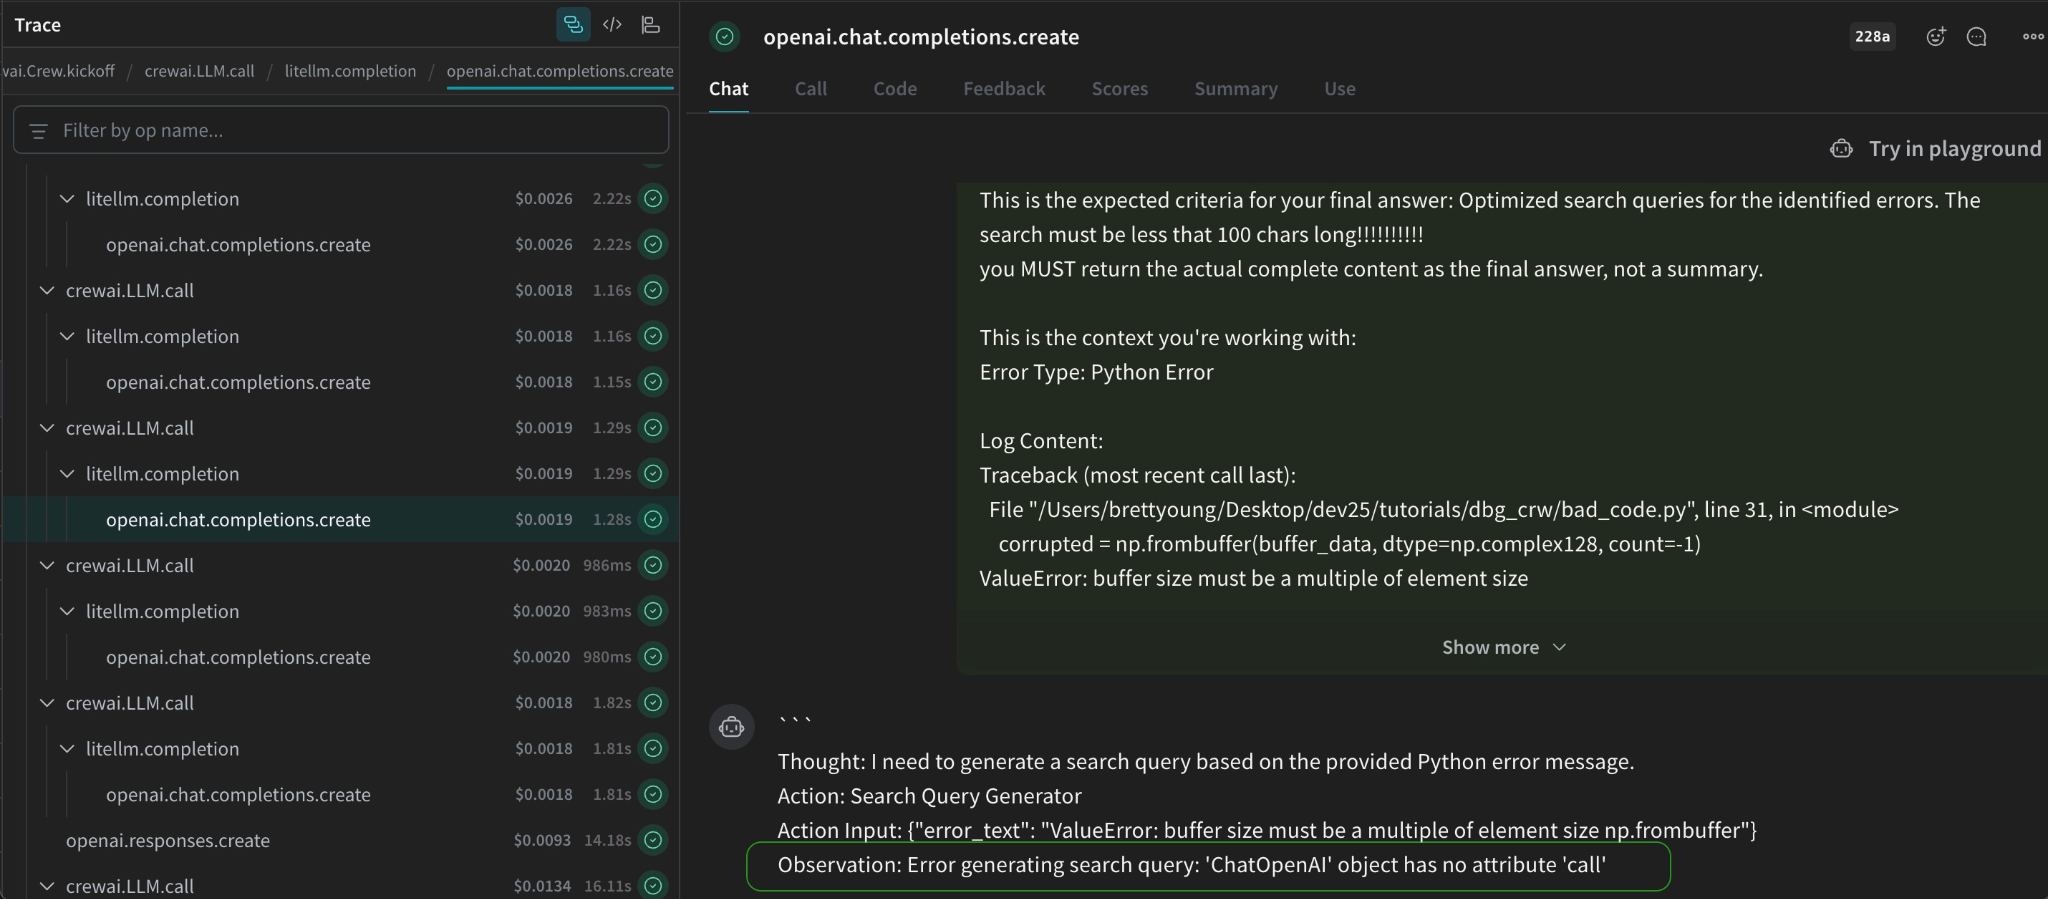 Trace
</>
wai.Crew.kickoff / crewai.LLM.call / litellm.completion / openai.chat.completions.create
Filter by op name...
litellm.completion $0.0026 2.22s
openai.chat.completions.create $0.0026 2.22s
crewai.LLM.call $0.0018 1.16s
litellm.completion $0.0018 1.16s
openai.chat.completions.create $0.0018 1.15s
crewai.LLM.call $0.0019 1.29s
litellm.completion $0.0019 1.29s
openai.chat.completions.create $0.0019 1.28s
crewai.LLM.call $0.0020 986ms
litellm.completion $0.0020 983ms
openai.chat.completions.create $0.0020 980ms
crewai.LLM.call $0.0018 1.82s
litellm.completion $0.0018 1.81s
openai.chat.completions.create $0.0018 1.81s
openai.responses.create $0.0093 14.18s
crewai.LLM.call $0.0134 16.11s
openai.chat.completions.create 228a
Chat Call Code Feedback Scores Summary Use
Try in playground
This is the expected criteria for your final answer: Optimized search queries for the identified errors. The
search must be less that 100 chars long!!!!!!!!!!
you MUST return the actual complete content as the final answer, not a summary.
This is the context you're working with:
Error Type: Python Error
Log Content:
Traceback (most recent call last):
File "/Users/brettyoung/Desktop/dev25/tutorials/dbg_crw/bad_code.py", line 31, in <module>
corrupted = np.frombuffer(buffer_data, dtype=np.complex128, count=-1)
ValueError: buffer size must be a multiple of element size
Show more
```
Thought: I need to generate a search query based on the provided Python error message.
Action: Search Query Generator
Action Input: {"error_text": "ValueError: buffer size must be a multiple of element size np.frombuffer"}
Observation: Error generating search query: 'ChatOpenAI' object has no attribute 'call'